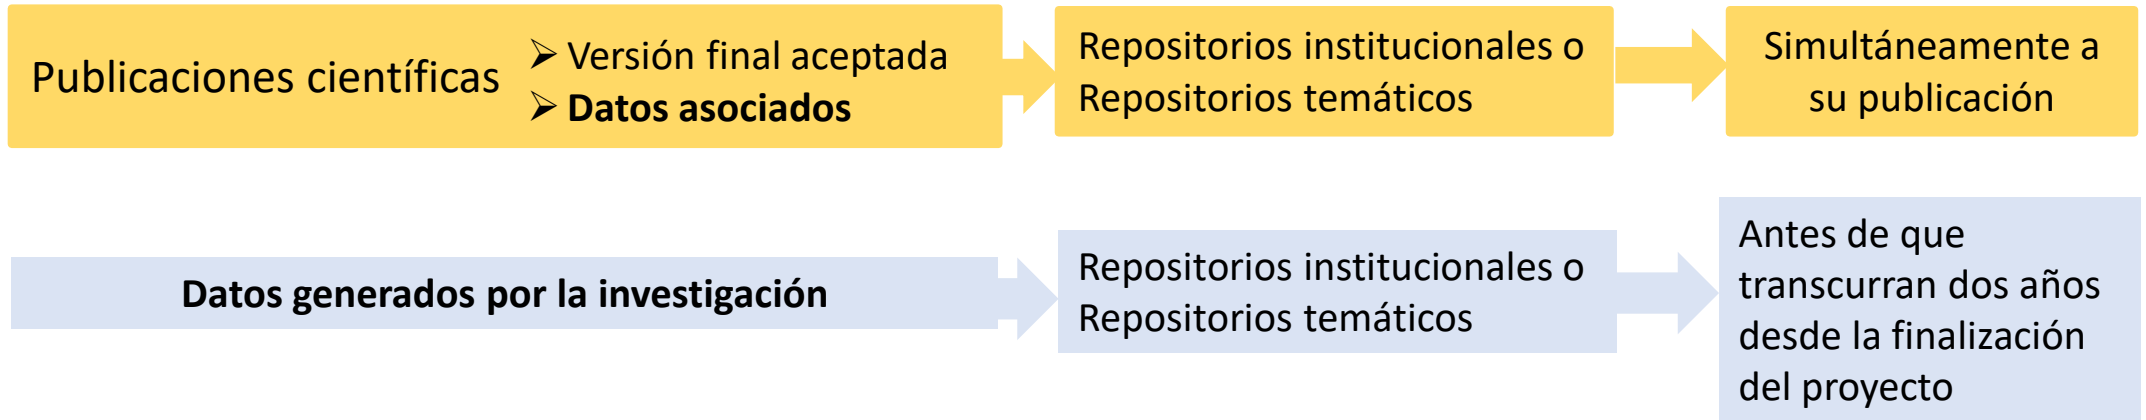 Publicaciones científicas
➢ Versión final aceptada
➢ Datos asociados
Repositorios institucionales o
Repositorios temáticos
Simultáneamente a
su publicación
Datos generados por la investigación
Repositorios institucionales o
Repositorios temáticos
Antes de que
transcurran dos años
desde la finalización
del proyecto